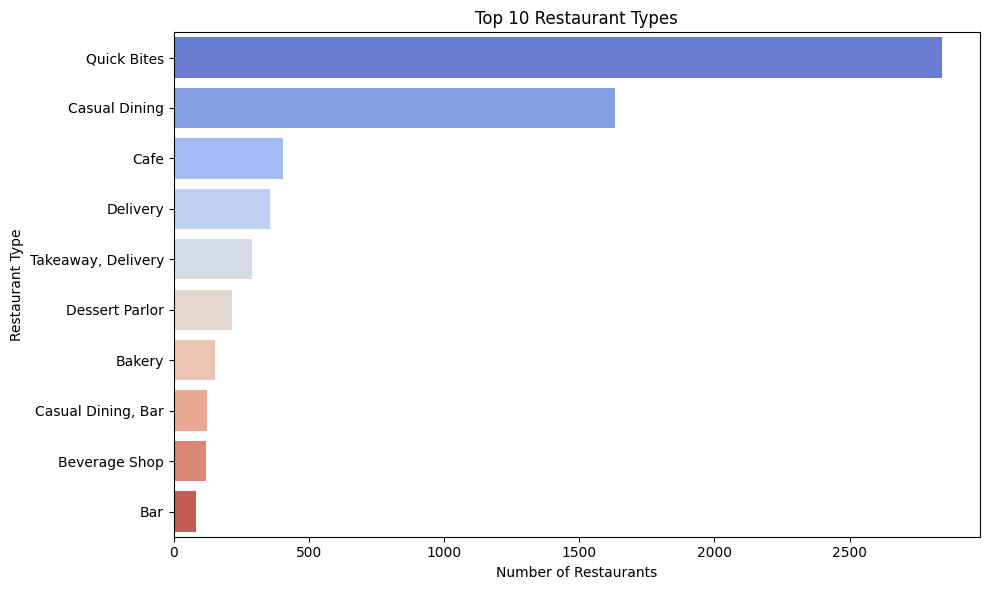 Top 10 Restaurant Types
Restaurant Type
Quick Bites
Casual Dining
Cafe
Delivery
Takeaway, Delivery
Dessert Parlor
Bakery
Casual Dining, Bar
Beverage Shop
Bar
0 500 1000 1500 2000 2500
Number of Restaurants